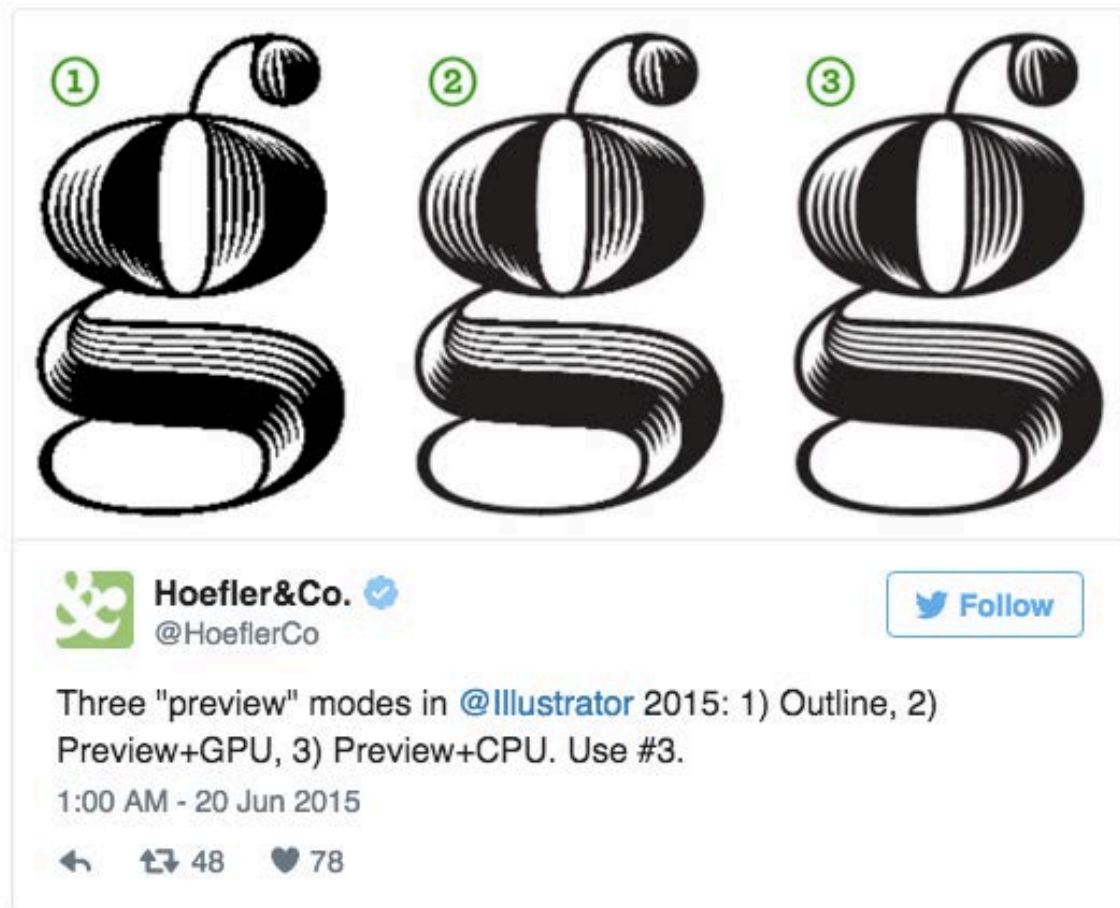 1 2 3
g g g
&
Hoefler&Co.
@HoeflerCo
Follow
Three "preview" modes in @Illustrator 2015: 1) Outline, 2)
Preview+GPU, 3) Preview+CPU. Use #3.
1:00 AM - 20 Jun 2015
48 78